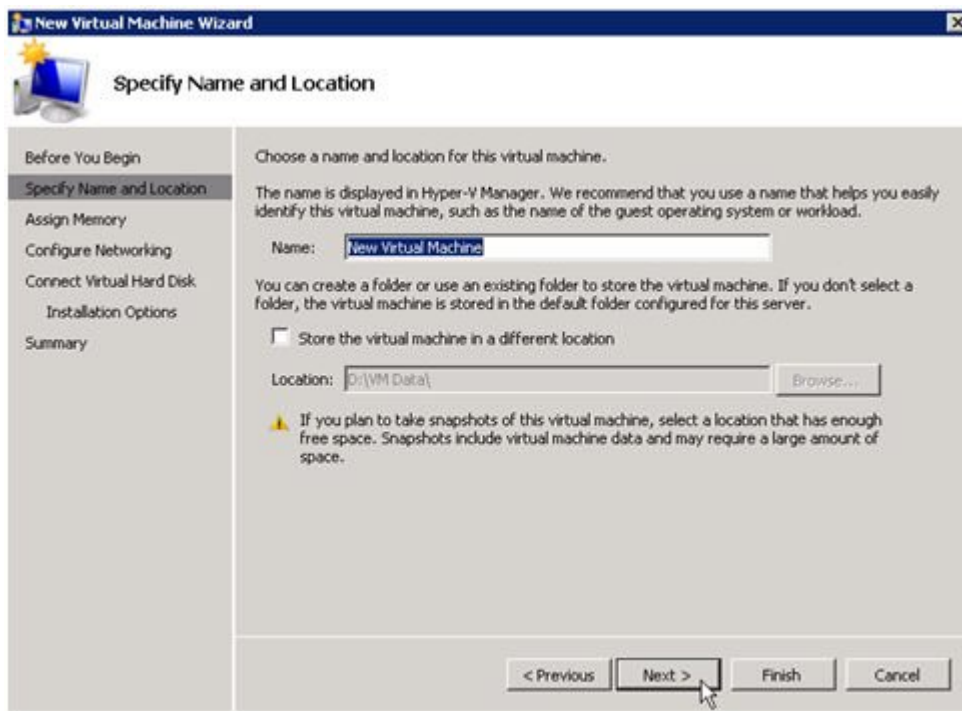 New Virtual Machine Wizard
Specify Name and Location
Before You Begin
Specify Name and Location
Assign Memory
Configure Networking
Connect Virtual Hard Disk
Installation Options
Summary
Choose a name and location for this virtual machine.
The name is displayed in Hyper-V Manager. We recommend that you use a name that helps you easily
identify this virtual machine, such as the name of the guest operating system or workload.
Name: New Virtual Machine
You can create a folder or use an existing folder to store the virtual machine. If you don't select a
folder, the virtual machine is stored in the default folder configured for this server.
Store the virtual machine in a different location
Location: D:\VM Data\ Browse...
If you plan to take snapshots of this virtual machine, select a location that has enough
free space. Snapshots include virtual machine data and may require a large amount of
space.
< Previous Next > Finish Cancel